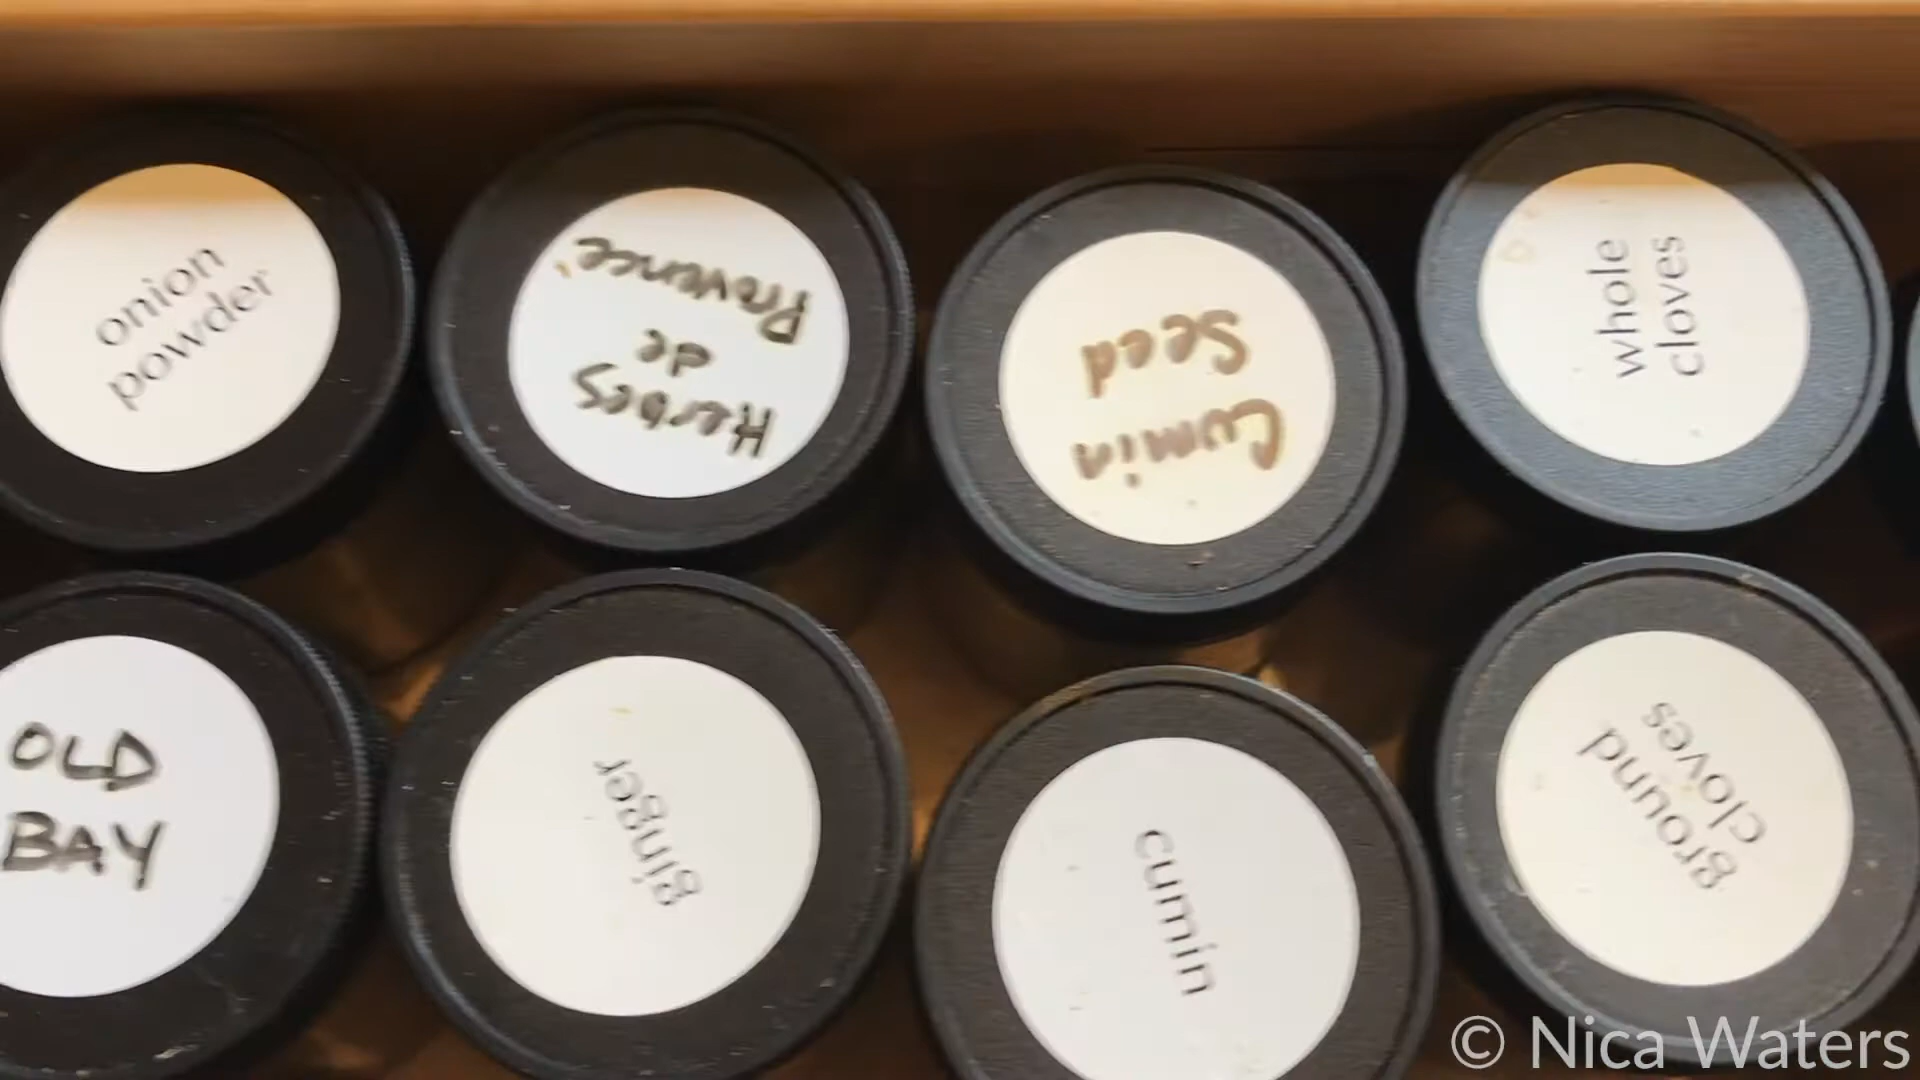 onion
powder
Herbes
de
Provence
Cumin
Seed
whole
cloves
OLD
BAY
ginger
cumin
ground
cloves
© Nica Waters